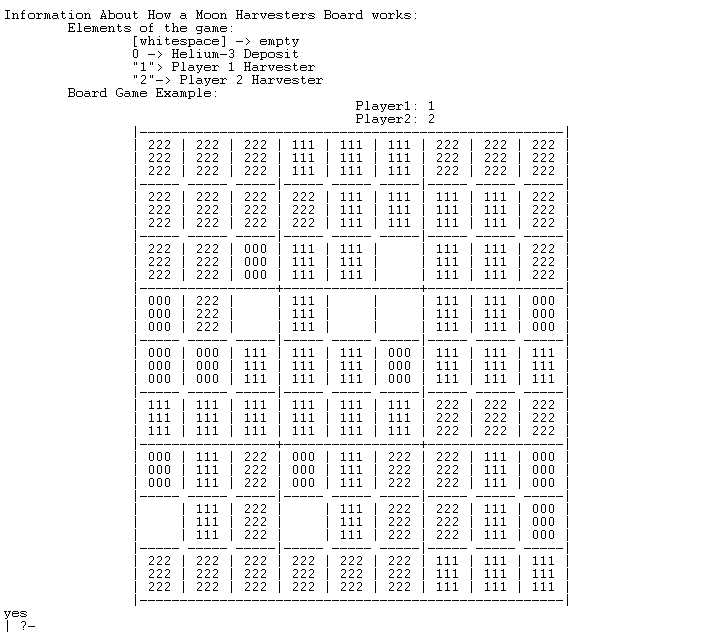 Information About How a Moon Harvesters Board works:
Elements of the game:
[whitespace] -> empty
0 -> Helium-3 Deposit
"1"> Player 1 Harvester
"2"-> Player 2 Harvester
Board Game Example:
Player1: 1
Player2: 2
|-----------------------------------------------------|
| 222 | 222 | 222 | 111 | 111 | 111 | 222 | 222 | 222 |
| 222 | 222 | 222 | 111 | 111 | 111 | 222 | 222 | 222 |
| 222 | 222 | 222 | 111 | 111 | 111 | 222 | 222 | 222 |
|----- ----- -----|----- ----- -----|----- ----- -----|
| 222 | 222 | 222 | 222 | 111 | 111 | 111 | 111 | 222 |
| 222 | 222 | 222 | 222 | 111 | 111 | 111 | 111 | 222 |
| 222 | 222 | 222 | 222 | 111 | 111 | 111 | 111 | 222 |
|----- ----- -----|----- ----- -----|----- ----- -----|
| 222 | 222 | 000 | 111 | 111 |     | 111 | 111 | 222 |
| 222 | 222 | 000 | 111 | 111 |     | 111 | 111 | 222 |
| 222 | 222 | 000 | 111 | 111 |     | 111 | 111 | 222 |
|-----------------+-----------------+-----------------|
| 000 | 222 |     | 111 |     |     | 111 | 111 | 000 |
| 000 | 222 |     | 111 |     |     | 111 | 111 | 000 |
| 000 | 222 |     | 111 |     |     | 111 | 111 | 000 |
|----- ----- -----|----- ----- -----|----- ----- -----|
| 000 | 000 | 111 | 111 | 111 | 000 | 111 | 111 | 111 |
| 000 | 000 | 111 | 111 | 111 | 000 | 111 | 111 | 111 |
| 000 | 000 | 111 | 111 | 111 | 000 | 111 | 111 | 111 |
|----- ----- -----|----- ----- -----|----- ----- -----|
| 111 | 111 | 111 | 111 | 111 | 111 | 222 | 222 | 222 |
| 111 | 111 | 111 | 111 | 111 | 111 | 222 | 222 | 222 |
| 111 | 111 | 111 | 111 | 111 | 111 | 222 | 222 | 222 |
|-----------------+-----------------+-----------------|
| 000 | 111 | 222 | 000 | 111 | 222 | 222 | 111 | 000 |
| 000 | 111 | 222 | 000 | 111 | 222 | 222 | 111 | 000 |
| 000 | 111 | 222 | 000 | 111 | 222 | 222 | 111 | 000 |
|----- ----- -----|----- ----- -----|----- ----- -----|
|     | 111 | 222 |     | 111 | 222 | 222 | 111 | 000 |
|     | 111 | 222 |     | 111 | 222 | 222 | 111 | 000 |
|     | 111 | 222 |     | 111 | 222 | 222 | 111 | 000 |
|----- ----- -----|----- ----- -----|----- ----- -----|
| 222 | 222 | 222 | 222 | 222 | 222 | 111 | 111 | 111 |
| 222 | 222 | 222 | 222 | 222 | 222 | 111 | 111 | 111 |
| 222 | 222 | 222 | 222 | 222 | 222 | 111 | 111 | 111 |
|-----------------------------------------------------|
yes
| ?-